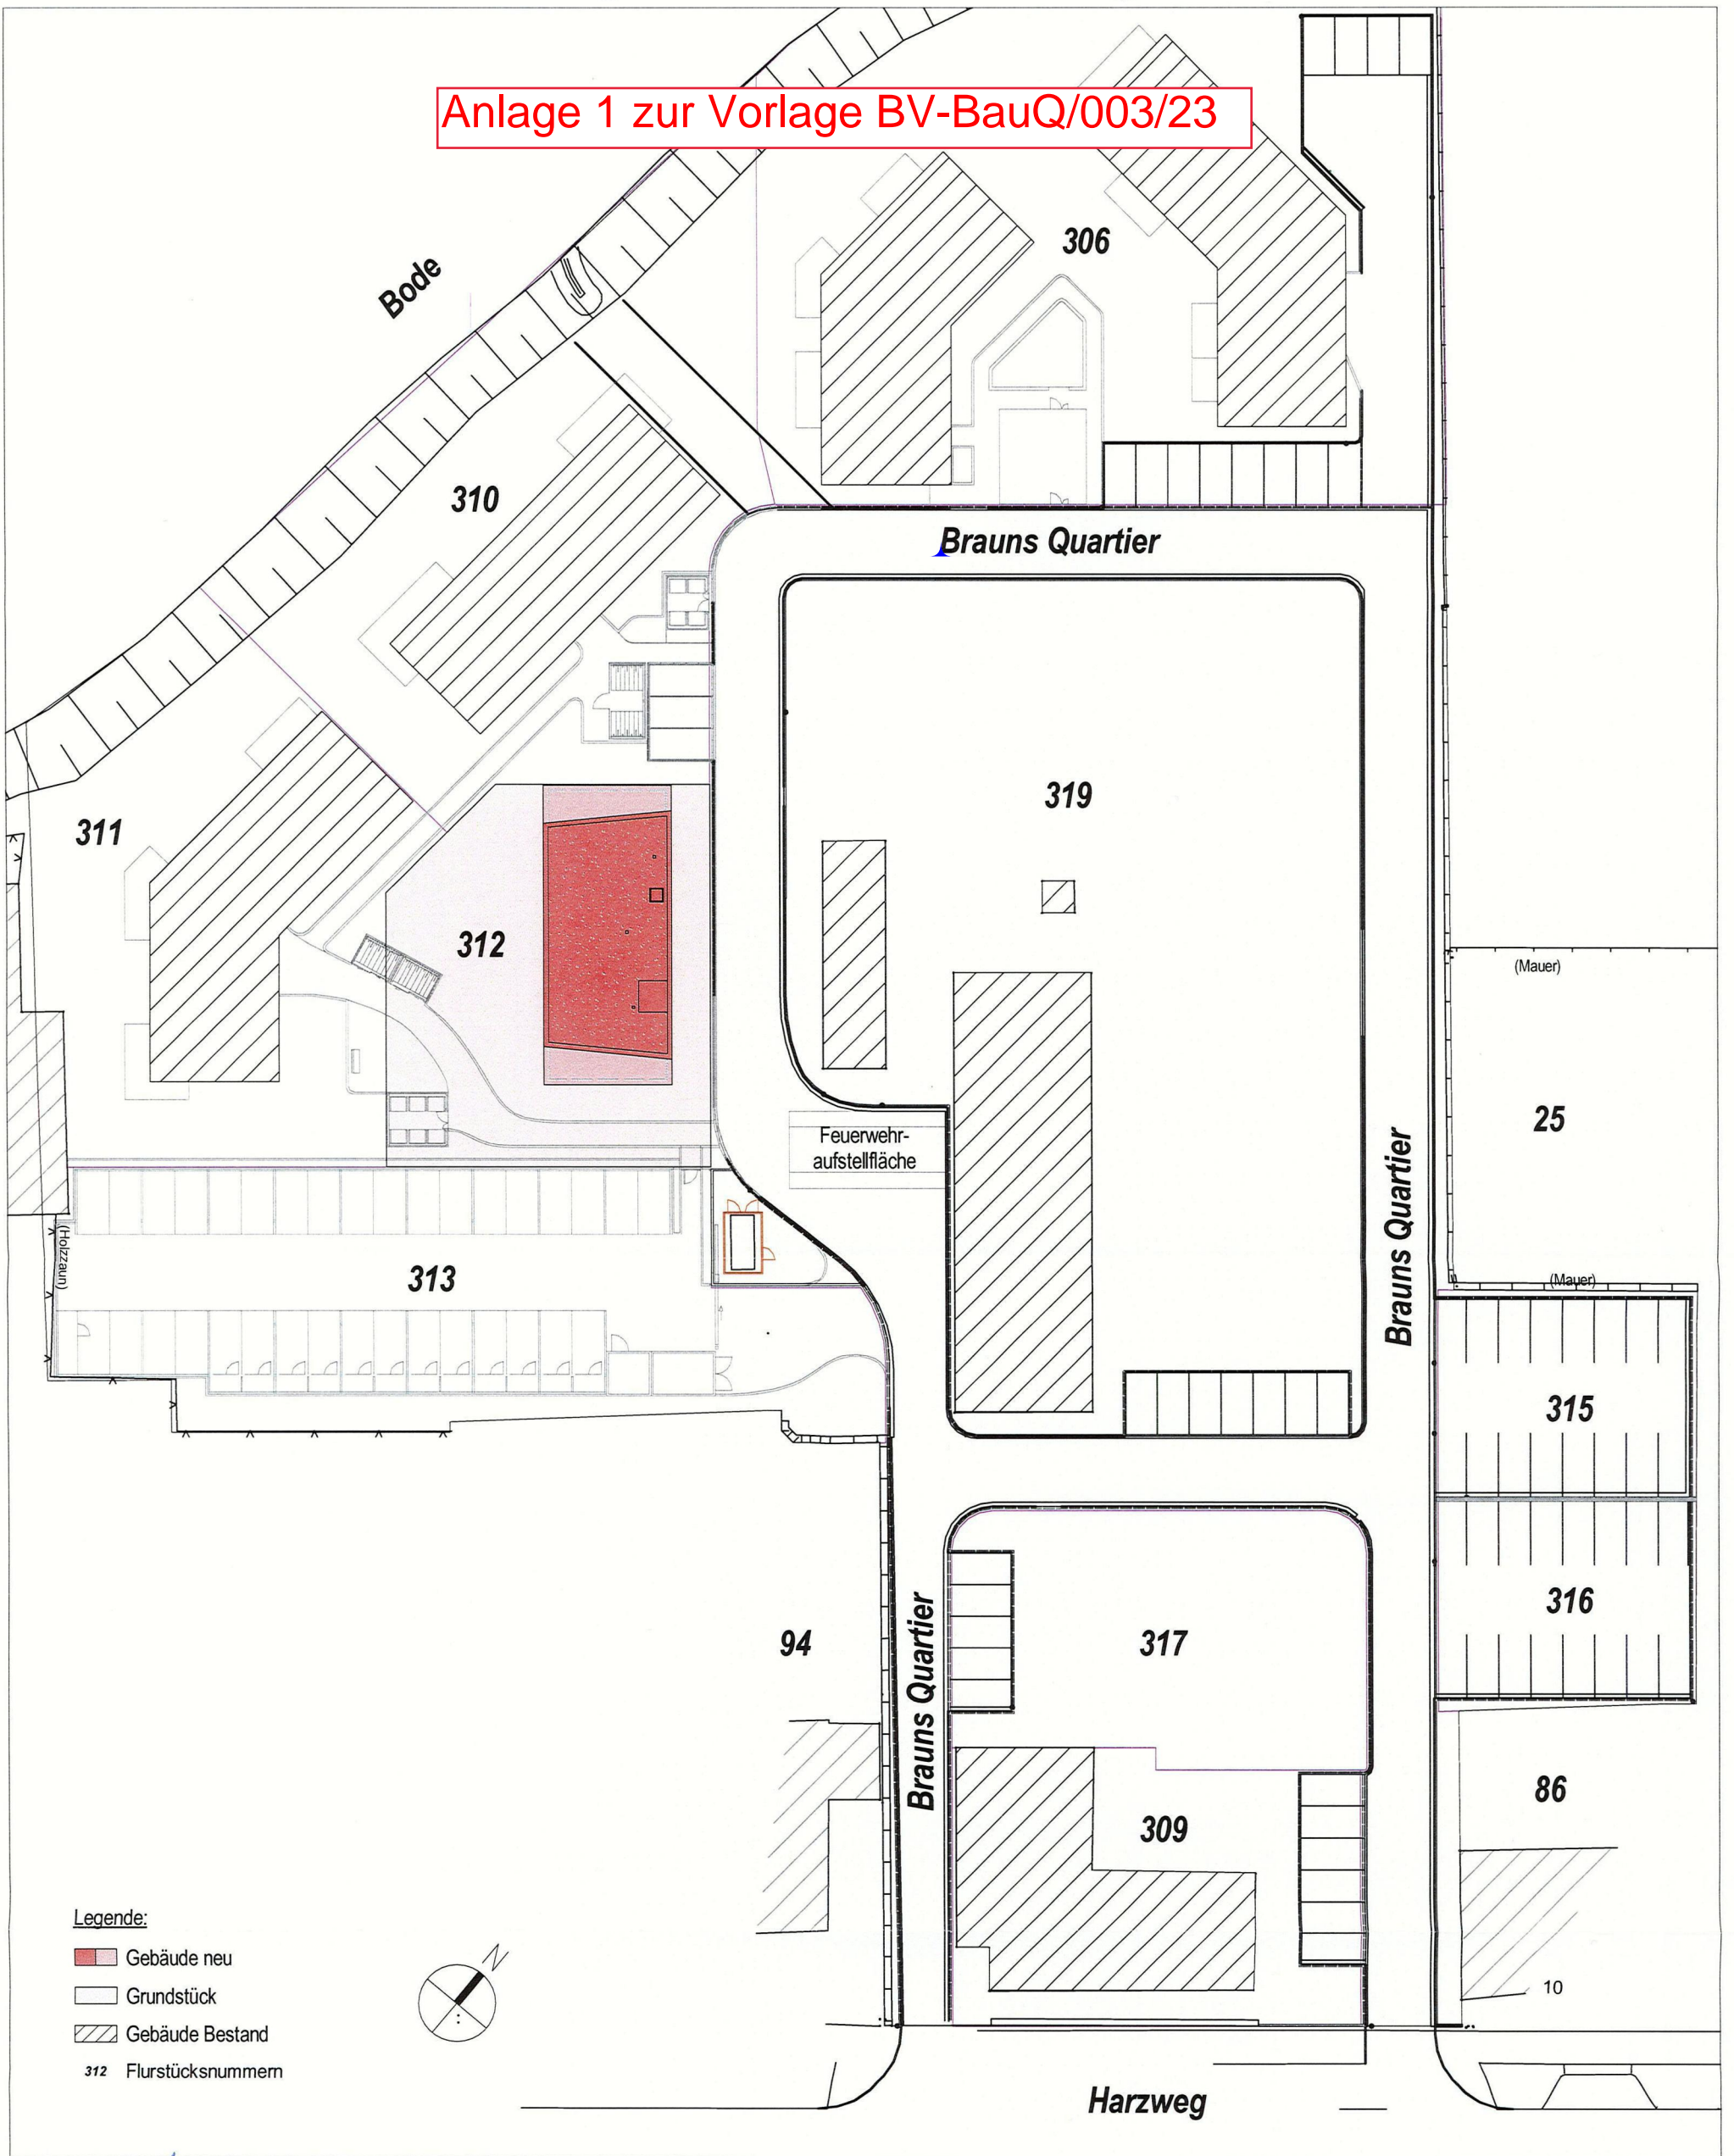 Anlage 1 zur Vorlage BV-BauQ/003/23
306
Bode
310
Brauns Quartier
319
311
312
(Mauer)
25
Feuerwehr-
aufstellfläche
Brauns Quartier
(Holzzaun)
313
(Mauer)
315
316
94
Brauns Quartier
317
86
309
Legende:
Gebäude neu
Grundstück
Gebäude Bestand
312 Flurstücksnummern
N
10
Harzweg